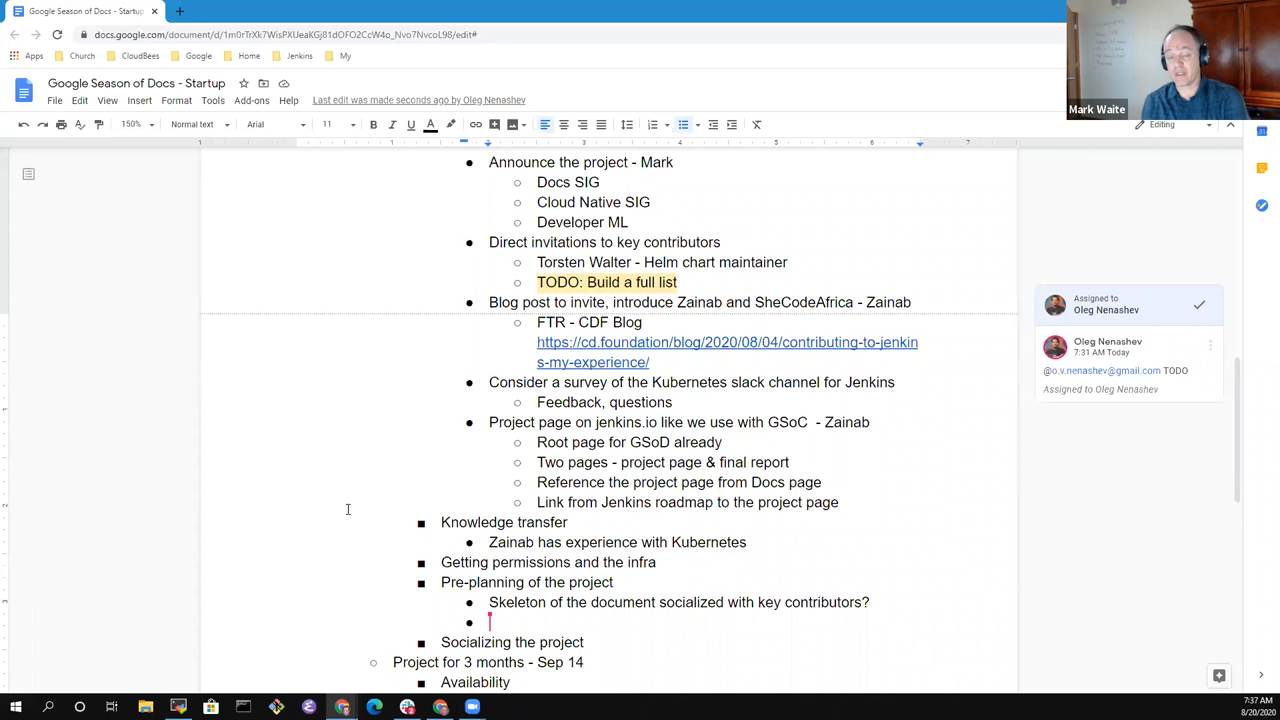 Google Season of Docs - Startup
docs.google.com/document/d/1m0rTrXk7WisPXUeaKGj81dOFO2CcW4o_Nvo7NvcoL98/edit#
Apps Church CloudBees Google Home Jenkins My
Google Season of Docs - Startup
File Edit View Insert Format Tools Add-ons Help Last edit was made seconds ago by Oleg Nenashev
Mark Waite
150% Normal text Arial 11 Editing
1 1 2 3 4 5 6 7
Announce the project - Mark
Docs SIG
Cloud Native SIG
Developer ML
Direct invitations to key contributors
Torsten Walter - Helm chart maintainer
TODO: Build a full list
Blog post to invite, introduce Zainab and SheCodeAfrica - Zainab
FTR - CDF Blog
https://cd.foundation/blog/2020/08/04/contributing-to-jenkin
s-my-experience/
Consider a survey of the Kubernetes slack channel for Jenkins
Feedback, questions
Project page on jenkins.io like we use with GSoC - Zainab
Root page for GSoD already
Two pages - project page & final report
Reference the project page from Docs page
Link from Jenkins roadmap to the project page
Knowledge transfer
Zainab has experience with Kubernetes
Getting permissions and the infra
Pre-planning of the project
Skeleton of the document socialized with key contributors?
Socializing the project
Project for 3 months - Sep 14
Availability
Assigned to
Oleg Nenashev
Oleg Nenashev
7:31 AM Today
@o.v.nenashev@gmail.com TODO
Assigned to Oleg Nenashev
7:37 AM
8/20/2020